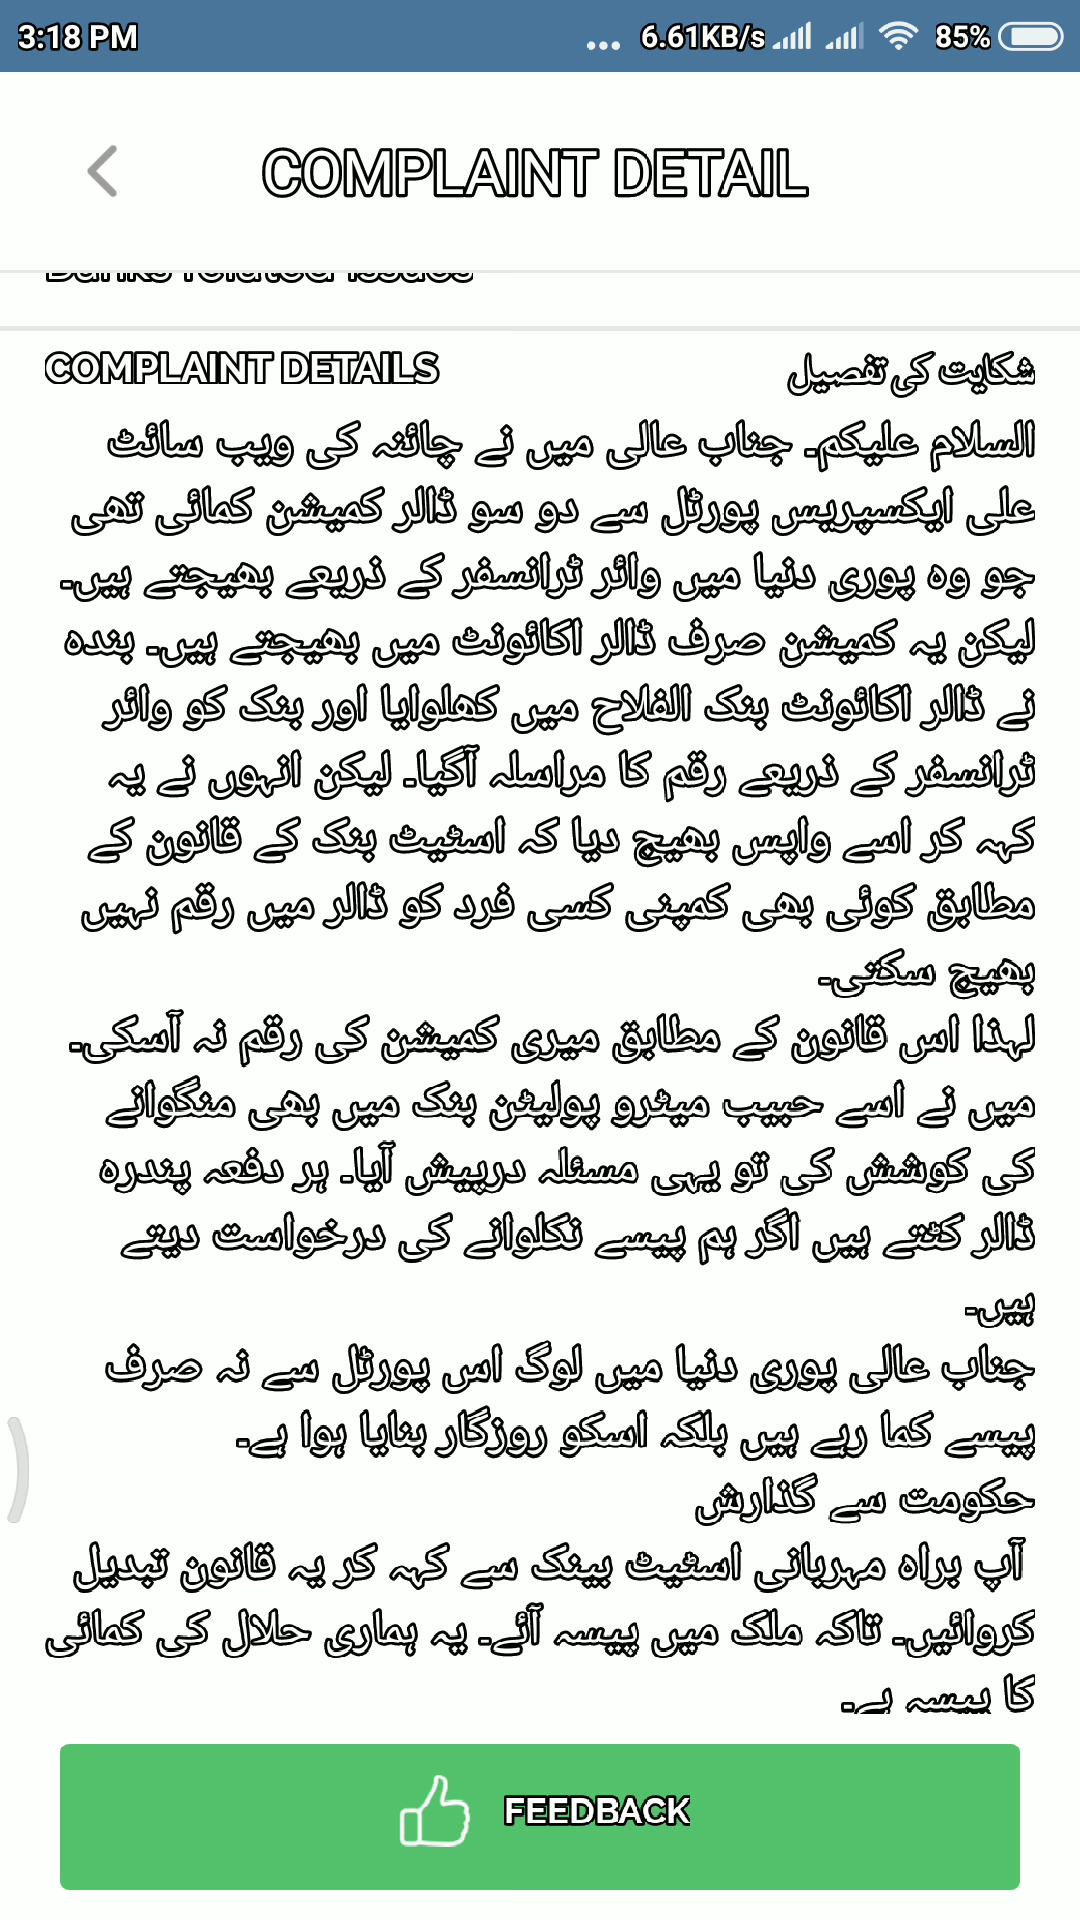 3:18 PM
... 6.61KB/s 85%
COMPLAINT DETAIL
Banks related Issues
COMPLAINT DETAILS
شکایت کی تفصیل
السلام علیکم۔ جناب عالی میں نے چائنہ کی ویب سائٹ
علی ایکسپریس پورٹل سے دو سو ڈالر کمیشن کمائی تھی
جو وہ پوری دنیا میں وائر ٹرانسفر کے ذریعے بھیجتے ہیں۔
لیکن یہ کمیشن صرف ڈالر اکائونٹ میں بھیجتے ہیں۔ بندہ
نے ڈالر اکائونٹ بنک الفلاح میں کھلوایا اور بنک کو وائر
ٹرانسفر کے ذریعے رقم کا مراسلہ آگیا۔ لیکن انہوں نے یہ
کہہ کر اسے واپس بھیج دیا کہ اسٹیٹ بنک کے قانون کے
مطابق کوئی بھی کمپنی کسی فرد کو ڈالر میں رقم نہیں
بھیج سکتی۔
لہذا اس قانون کے مطابق میری کمیشن کی رقم نہ آسکی۔
میں نے اسے حبیب میٹرو پولیٹن بنک میں بھی منگوانے
کی کوشش کی تو یہی مسئلہ درپیش آیا۔ ہر دفعہ پندرہ
ڈالر کٹتے ہیں اگر ہم پیسے نکلوانے کی درخواست دیتے
ہیں۔
جناب عالی پوری دنیا میں لوگ اس پورٹل سے نہ صرف
پیسے کما رہے ہیں بلکہ اسکو روزگار بنایا ہوا ہے۔
حکومت سے گذارش
آپ براہ مہربانی اسٹیٹ بینک سے کہہ کر یہ قانون تبدیل
کروائیں۔ تاکہ ملک میں پیسہ آئے۔ یہ ہماری حلال کی کمائی
کا پیسہ ہے۔
FEEDBACK